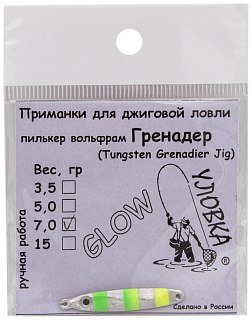 Приманки для джиговой ловли
пилькер вольфрам Гренадер
(Tungsten Grenadier Jig)
Вес, гр
3,5
5,0
7,0
15
ручная работа
GLOW
УЛОВКА
®
Сделано в России